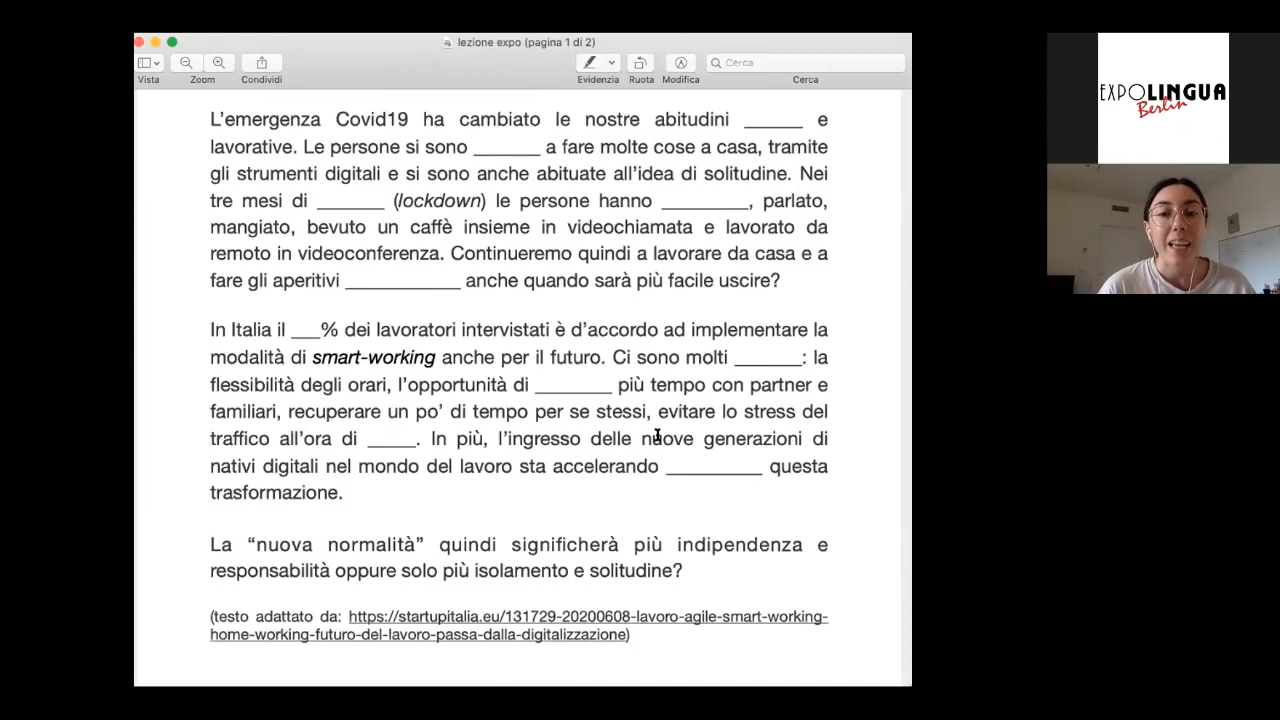 lezione expo (pagina 1 di 2)
Vista
Zoom
Condividi
Evidenzia
Ruota
Modifica
Cerca
Cerca
L'emergenza Covid19 ha cambiato le nostre abitudini ______ e
lavorative. Le persone si sono _______ a fare molte cose a casa, tramite
gli strumenti digitali e si sono anche abituate all'idea di solitudine. Nei
tre mesi di _______ (lockdown) le persone hanno _________, parlato,
mangiato, bevuto un caffè insieme in videochiamata e lavorato da
remoto in videoconferenza. Continueremo quindi a lavorare da casa e a
fare gli aperitivi ____________ anche quando sarà più facile uscire?
In Italia il ___% dei lavoratori intervistati è d'accordo ad implementare la
modalità di smart-working anche per il futuro. Ci sono molti _______: la
flessibilità degli orari, l'opportunità di ________ più tempo con partner e
familiari, recuperare un po' di tempo per se stessi, evitare lo stress del
traffico all'ora di _____. In più, l'ingresso delle nuove generazioni di
nativi digitali nel mondo del lavoro sta accelerando __________ questa
trasformazione.
La “nuova normalità” quindi significherà più indipendenza e
responsabilità oppure solo più isolamento e solitudine?
(testo adattato da: https://startupitalia.eu/131729-20200608-lavoro-agile-smart-working-
home-working-futuro-del-lavoro-passa-dalla-digitalizzazione)
EXPOLINGUA
Berlin